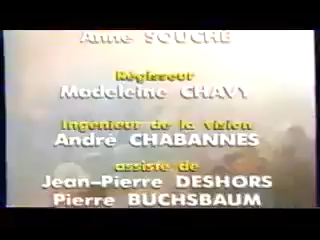 Anne SOUCHE
Régisseur
Madeleine CHAVY
Ingénieur de la vision
André CHABANNES
assisté de
Jean-Pierre DESHORS
Pierre BUCHSBAUM